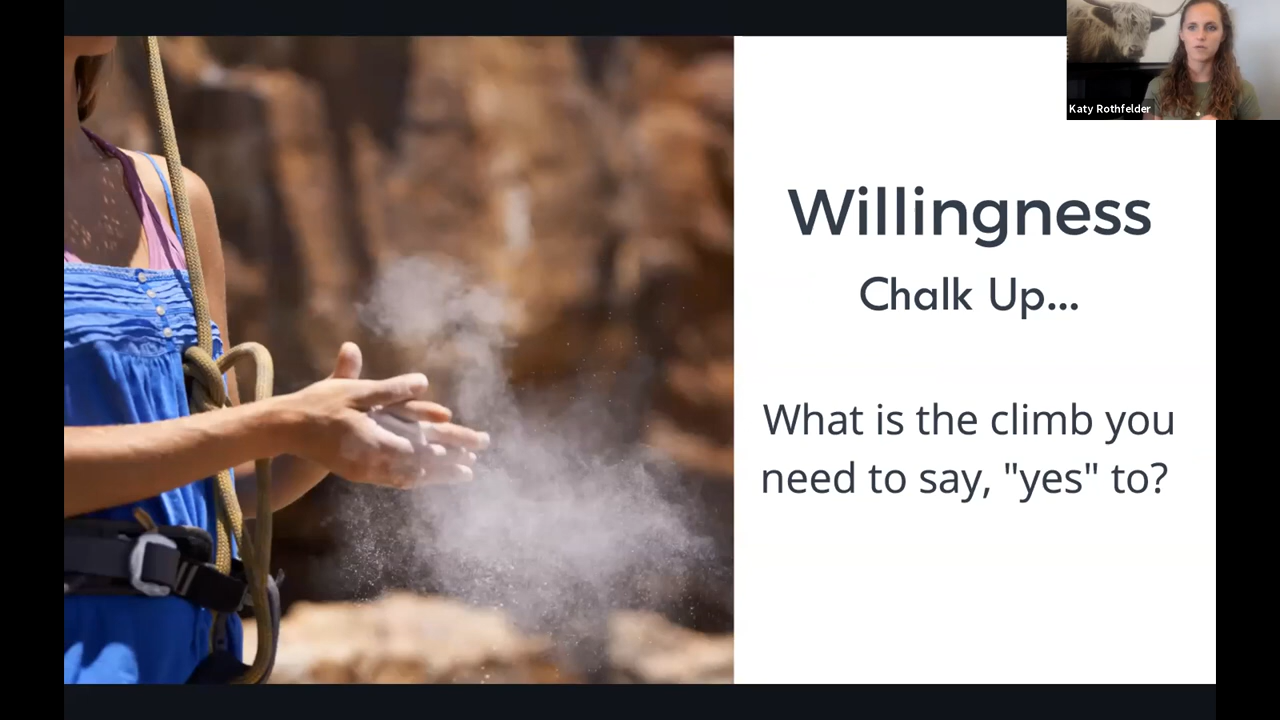 Katy Rothfelder
Willingness
Chalk Up...
What is the climb you
need to say, "yes" to?